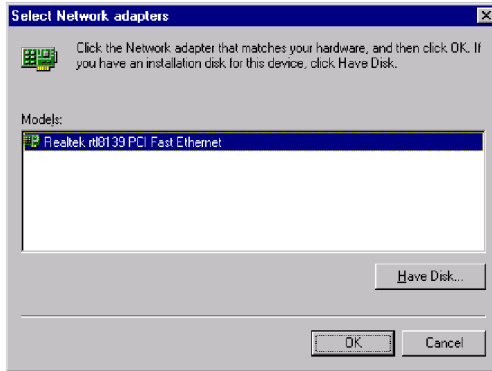 Select Network adapters
Click the Network adapter that matches your hardware, and then click OK. If
you have an installation disk for this device, click Have Disk.
Models:
Realtek rtl8139 PCI Fast Ethernet
Have Disk...
OK
Cancel